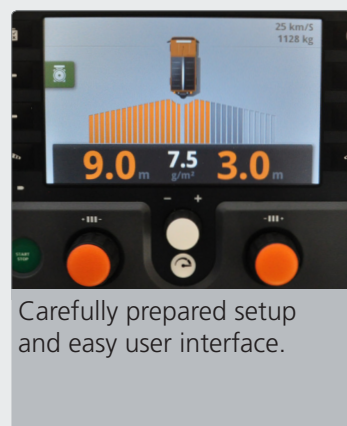 25 km/S
1128 kg
9.0 m 7.5 g/m² 3.0 m
- +
START
STOP
Carefully prepared setup
and easy user interface.